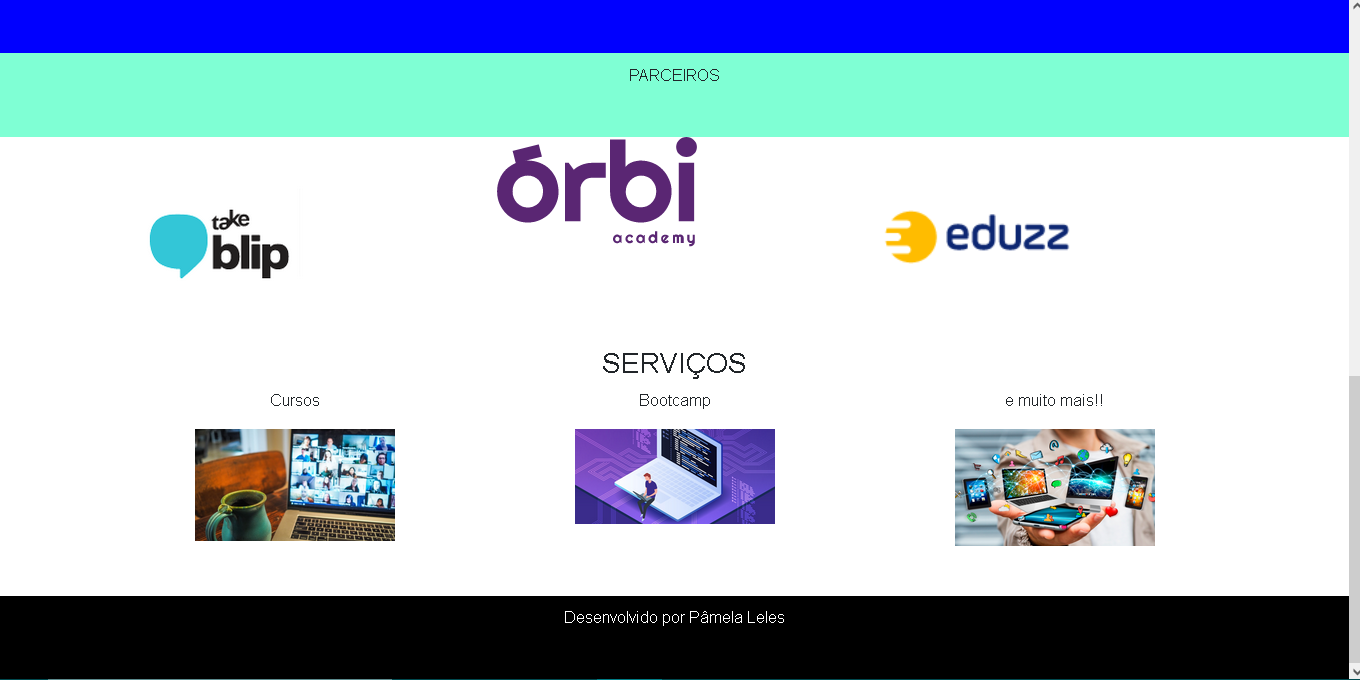 PARCEIROS
take
blip
órbi
academy
eduzz
SERVIÇOS
Cursos
Bootcamp
e muito mais!!
Desenvolvido por Pâmela Leles